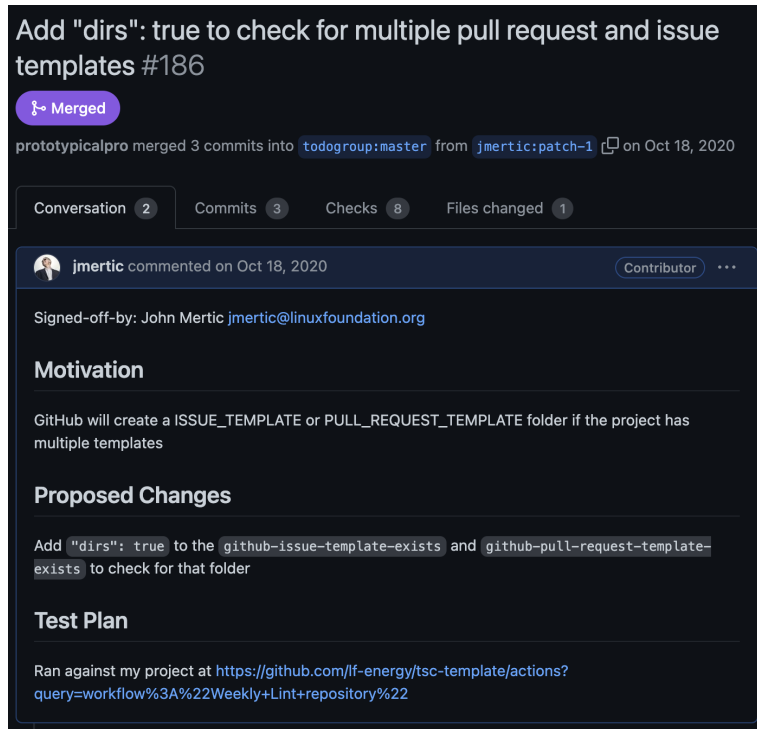 Add "dirs": true to check for multiple pull request and issue
templates #186
Merged
prototypicalpro merged 3 commits into todogroup:master from jmertic:patch-1 on Oct 18, 2020
Conversation 2 Commits 3 Checks 8 Files changed 1
jmertic commented on Oct 18, 2020 Contributor ...
Signed-off-by: John Mertic jmertic@linuxfoundation.org
Motivation
GitHub will create a ISSUE_TEMPLATE or PULL_REQUEST_TEMPLATE folder if the project has
multiple templates
Proposed Changes
Add "dirs": true to the github-issue-template-exists and github-pull-request-template-
exists to check for that folder
Test Plan
Ran against my project at https://github.com/lf-energy/tsc-template/actions?
query=workflow%3A%22Weekly+Lint+repository%22